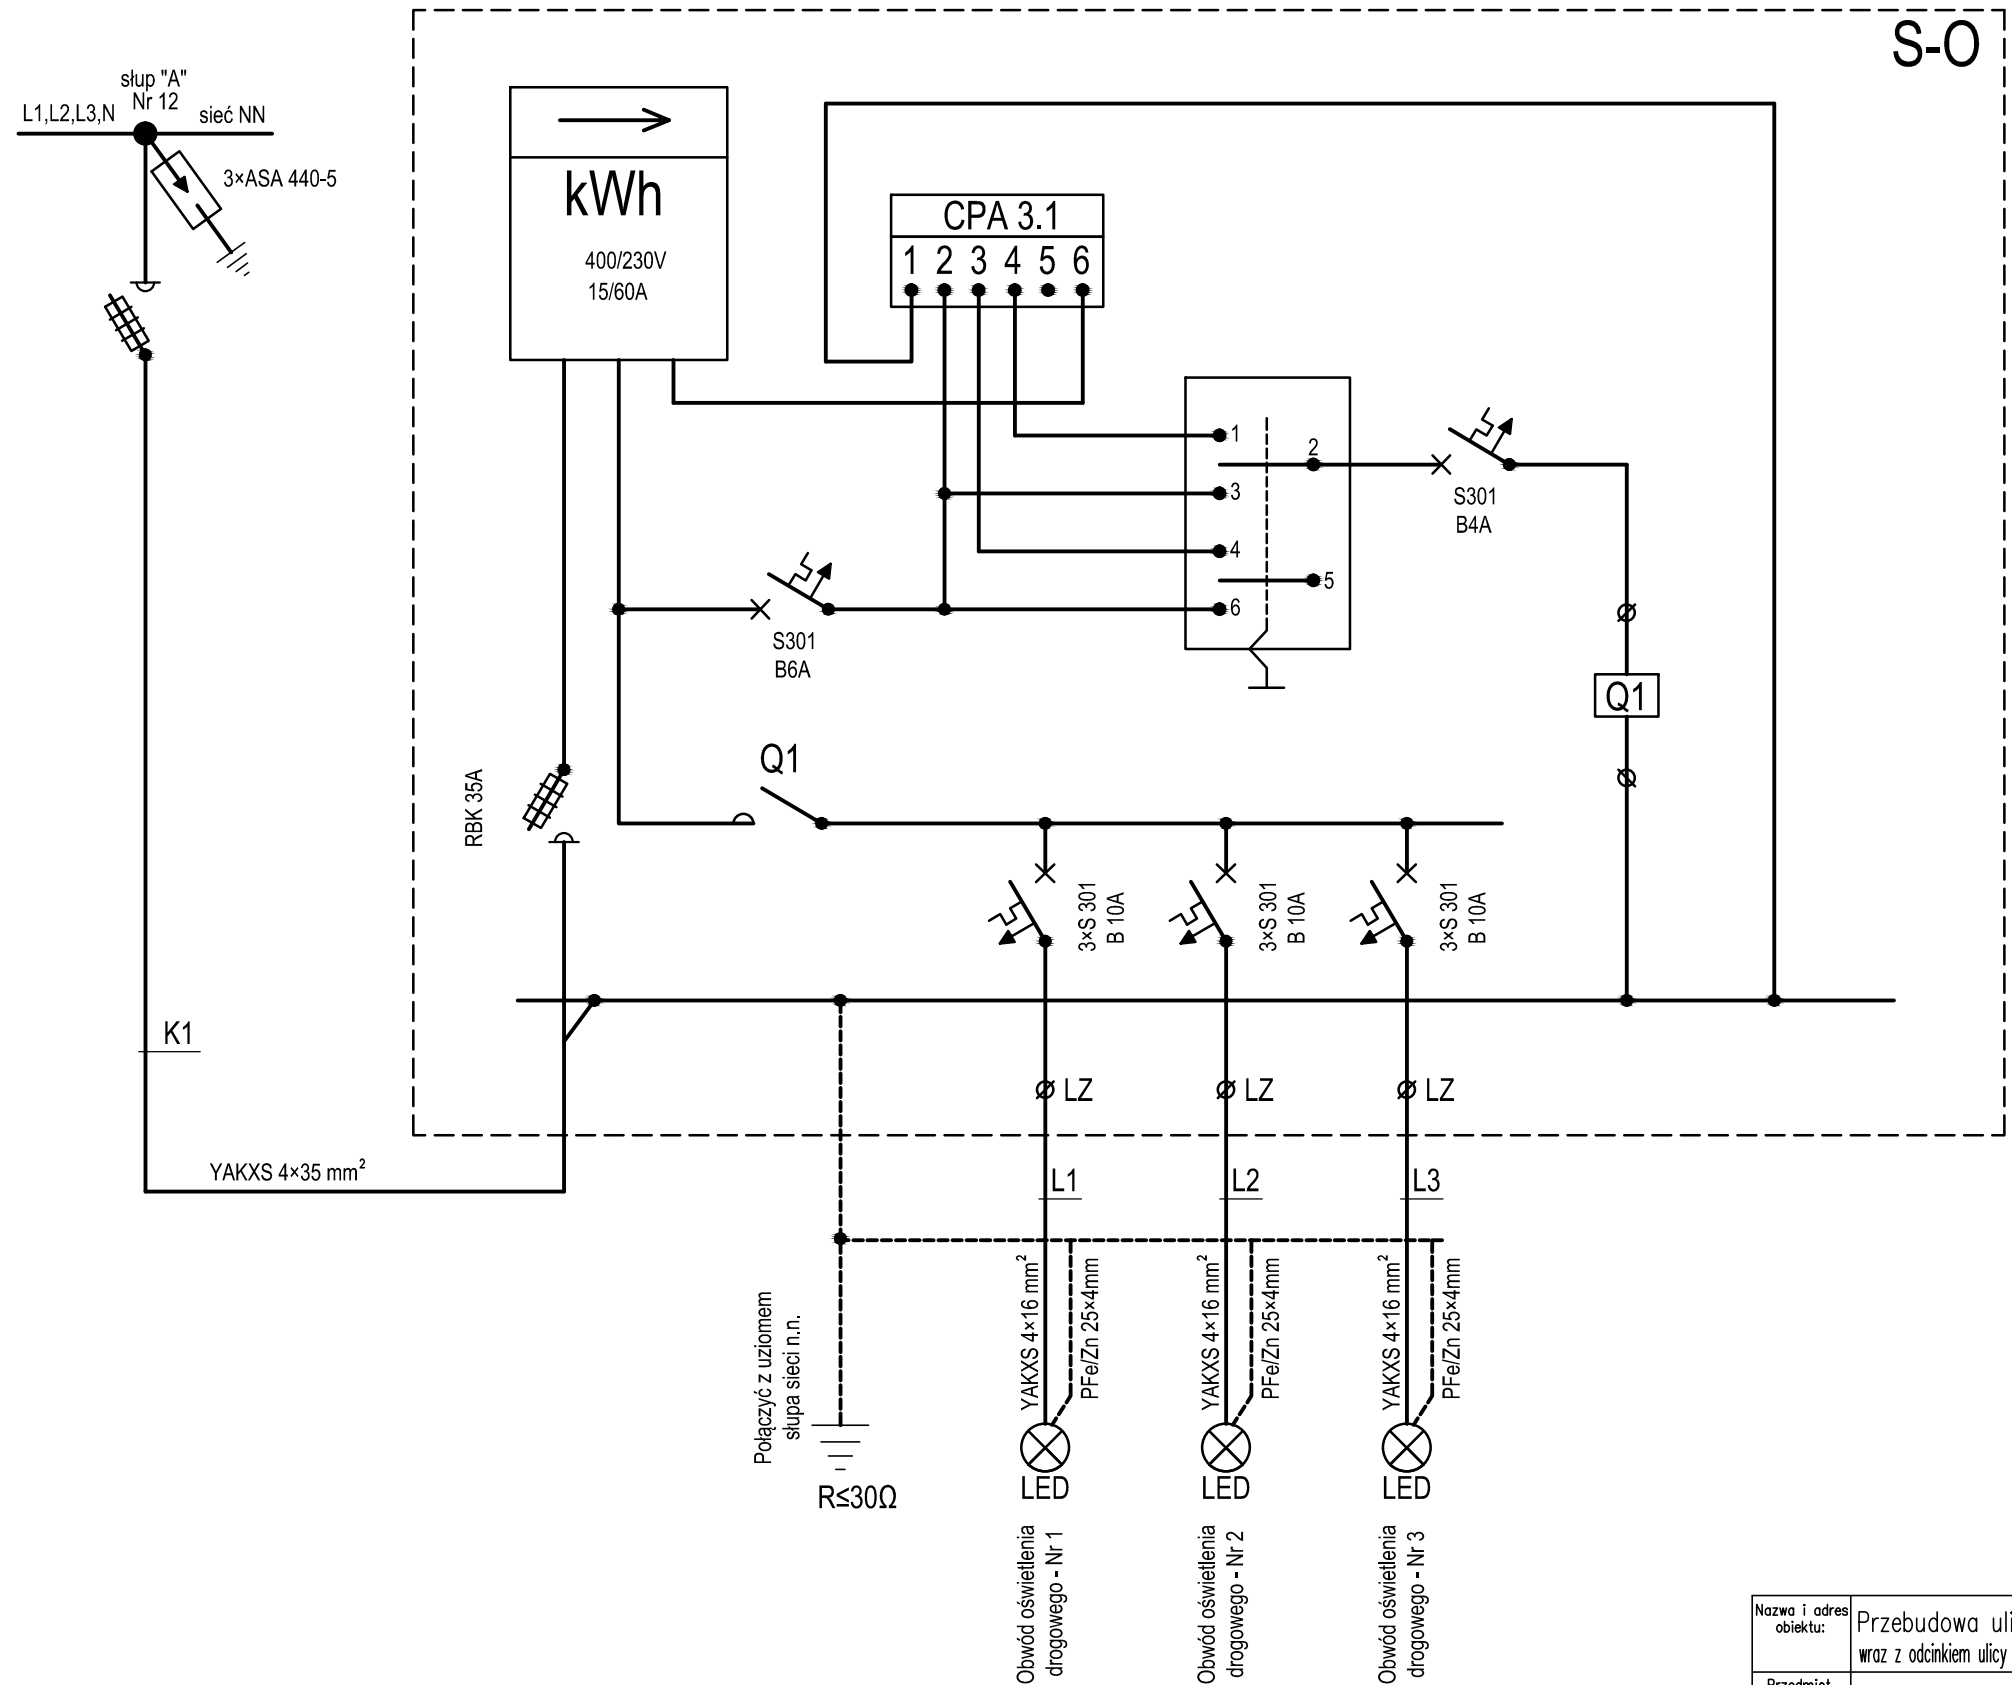 S-O
słup "A"
Nr 12
L1,L2,L3,N
sieć NN
3×ASA 440-5
kWh
400/230V
15/60A
CPA 3.1
1 2 3 4 5 6
1
2
3
4
5
6
S301
B4A
S301
B6A
Q1
Q1
RBK 35A
3×S 301
B 10A
3×S 301
B 10A
3×S 301
B 10A
K1
LZ
LZ
LZ
YAKXS 4×35 mm²
L1
L2
L3
YAKXS 4×16 mm²
PFe/Zn 25×4mm
YAKXS 4×16 mm²
PFe/Zn 25×4mm
YAKXS 4×16 mm²
PFe/Zn 25×4mm
Połączyć z uziomem
słupa sieci n.n.
R≤30Ω
LED
LED
LED
Obwód oświetlenia
drogowego - Nr 1
Obwód oświetlenia
drogowego - Nr 2
Obwód oświetlenia
drogowego - Nr 3
Nazwa i adres
obiektu:
Przebudowa uli
wraz z odcinkiem ulicy
Przedmiot